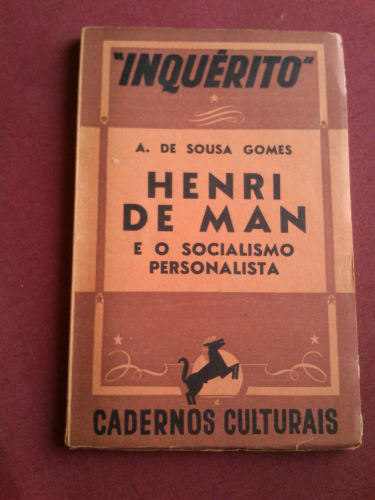 "INQUÉRITO"
A. DE SOUSA GOMES
HENRI
DE MAN
E O SOCIALISMO
PERSONALISTA
CADERNOS CULTURAIS